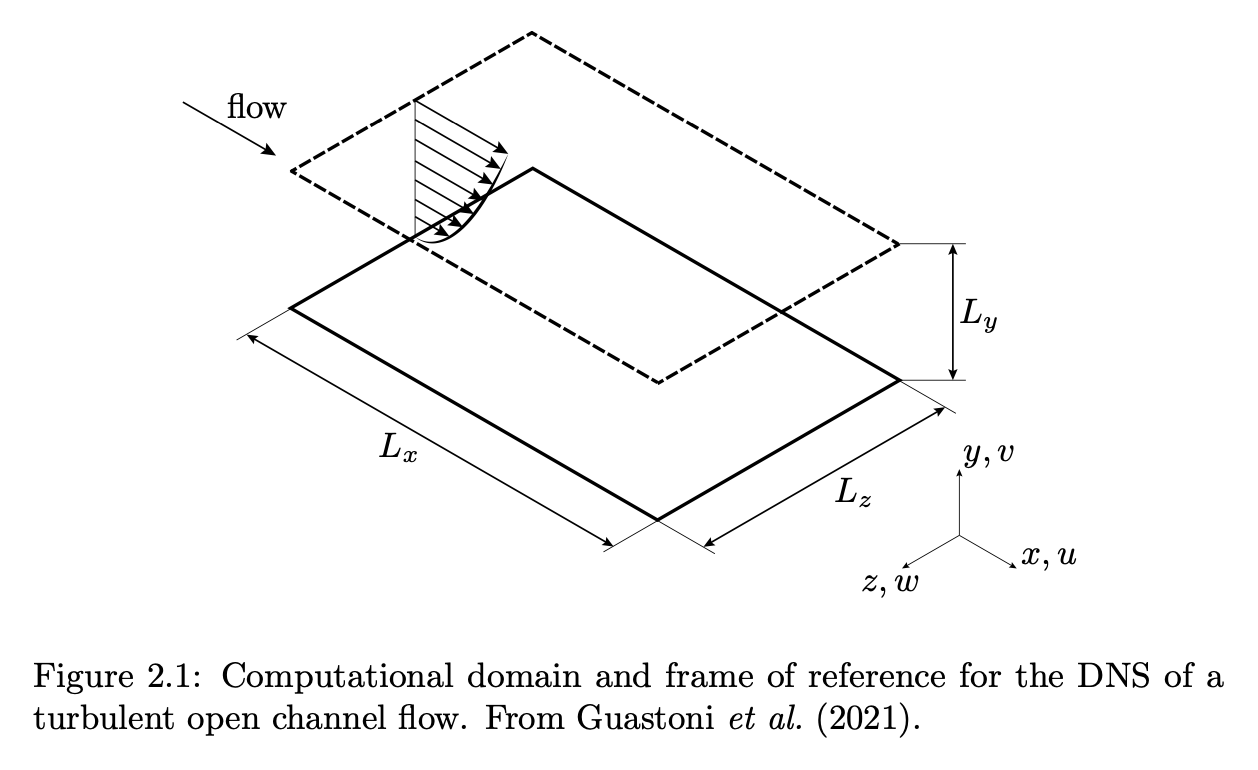 flow
L_y
L_x
y, v
L_z
x, u
z, w
Figure 2.1: Computational domain and frame of reference for the DNS of a
turbulent open channel flow. From Guastoni et al. (2021).